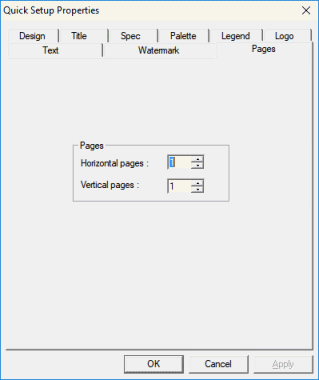 Quick Setup Properties
Design Title Spec Palette Legend Logo
Text Watermark Pages
Pages
Horizontal pages : 1
Vertical pages : 1
OK Cancel Apply